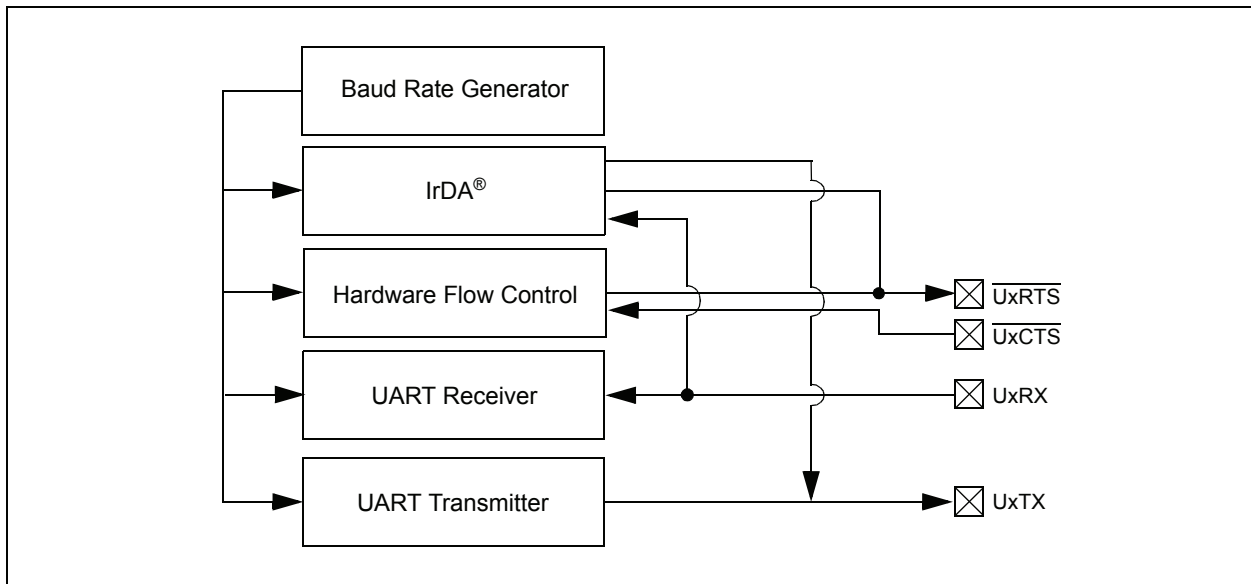 Baud Rate Generator
IrDA®
Hardware Flow Control
UxRTS
UxCTS
UART Receiver
UxRX
UART Transmitter
UxTX